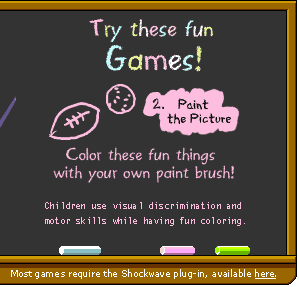 Try these fun
Games!
2. Paint
the Picture
Color these fun things
with your own paint brush!
Children use visual discrimination and
motor skills while having fun coloring.
Most games require the Shockwave plug-in, available here.